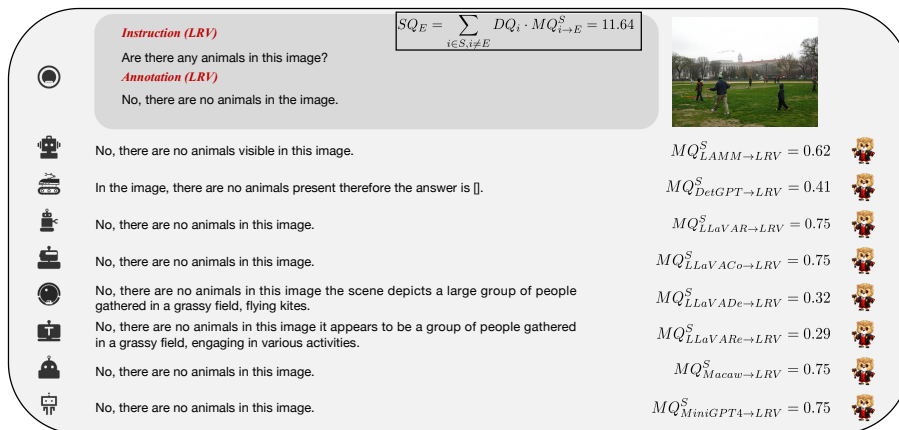 Instruction (LRV)
SQ_E = \sum_{i∈S,i≠E} DQ_i · MQ^S_{i→E} = 11.64
Are there any animals in this image?
Annotation (LRV)
No, there are no animals in the image.
No, there are no animals visible in this image. MQ^S_{LAMM→LRV} = 0.62
In the image, there are no animals present therefore the answer is []. MQ^S_{DetGPT→LRV} = 0.41
No, there are no animals in this image. MQ^S_{LLaVAR→LRV} = 0.75
No, there are no animals in this image. MQ^S_{LLaVACo→LRV} = 0.75
No, there are no animals in this image the scene depicts a large group of people
gathered in a grassy field, flying kites. MQ^S_{LLaVADe→LRV} = 0.32
No, there are no animals in this image it appears to be a group of people gathered
in a grassy field, engaging in various activities. MQ^S_{LLaVARe→LRV} = 0.29
No, there are no animals in this image. MQ^S_{Macaw→LRV} = 0.75
No, there are no animals in this image. MQ^S_{MiniGPT4→LRV} = 0.75